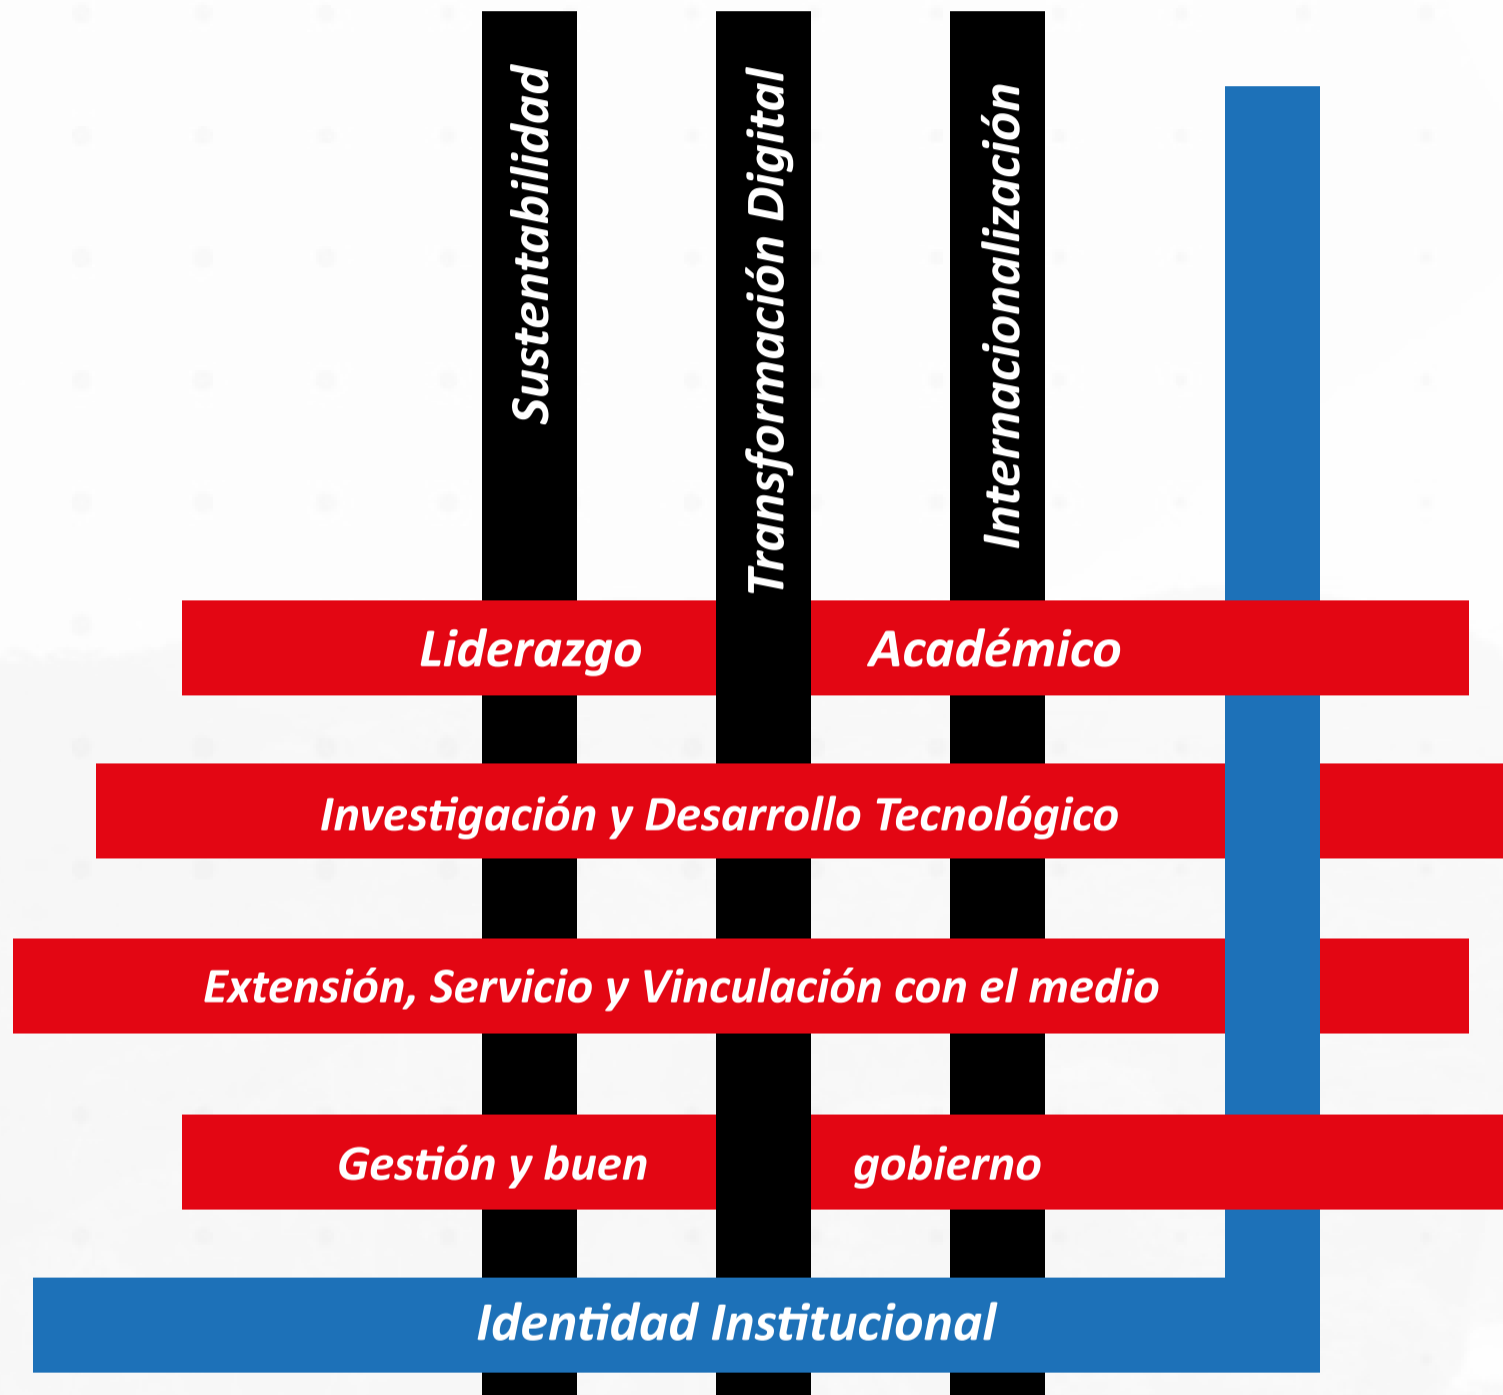 Sustentabilidad
Transformación Digital
Internacionalización
Liderazgo Académico
Investigación y Desarrollo Tecnológico
Extensión, Servicio y Vinculación con el medio
Gestión y buen gobierno
Identidad Institucional